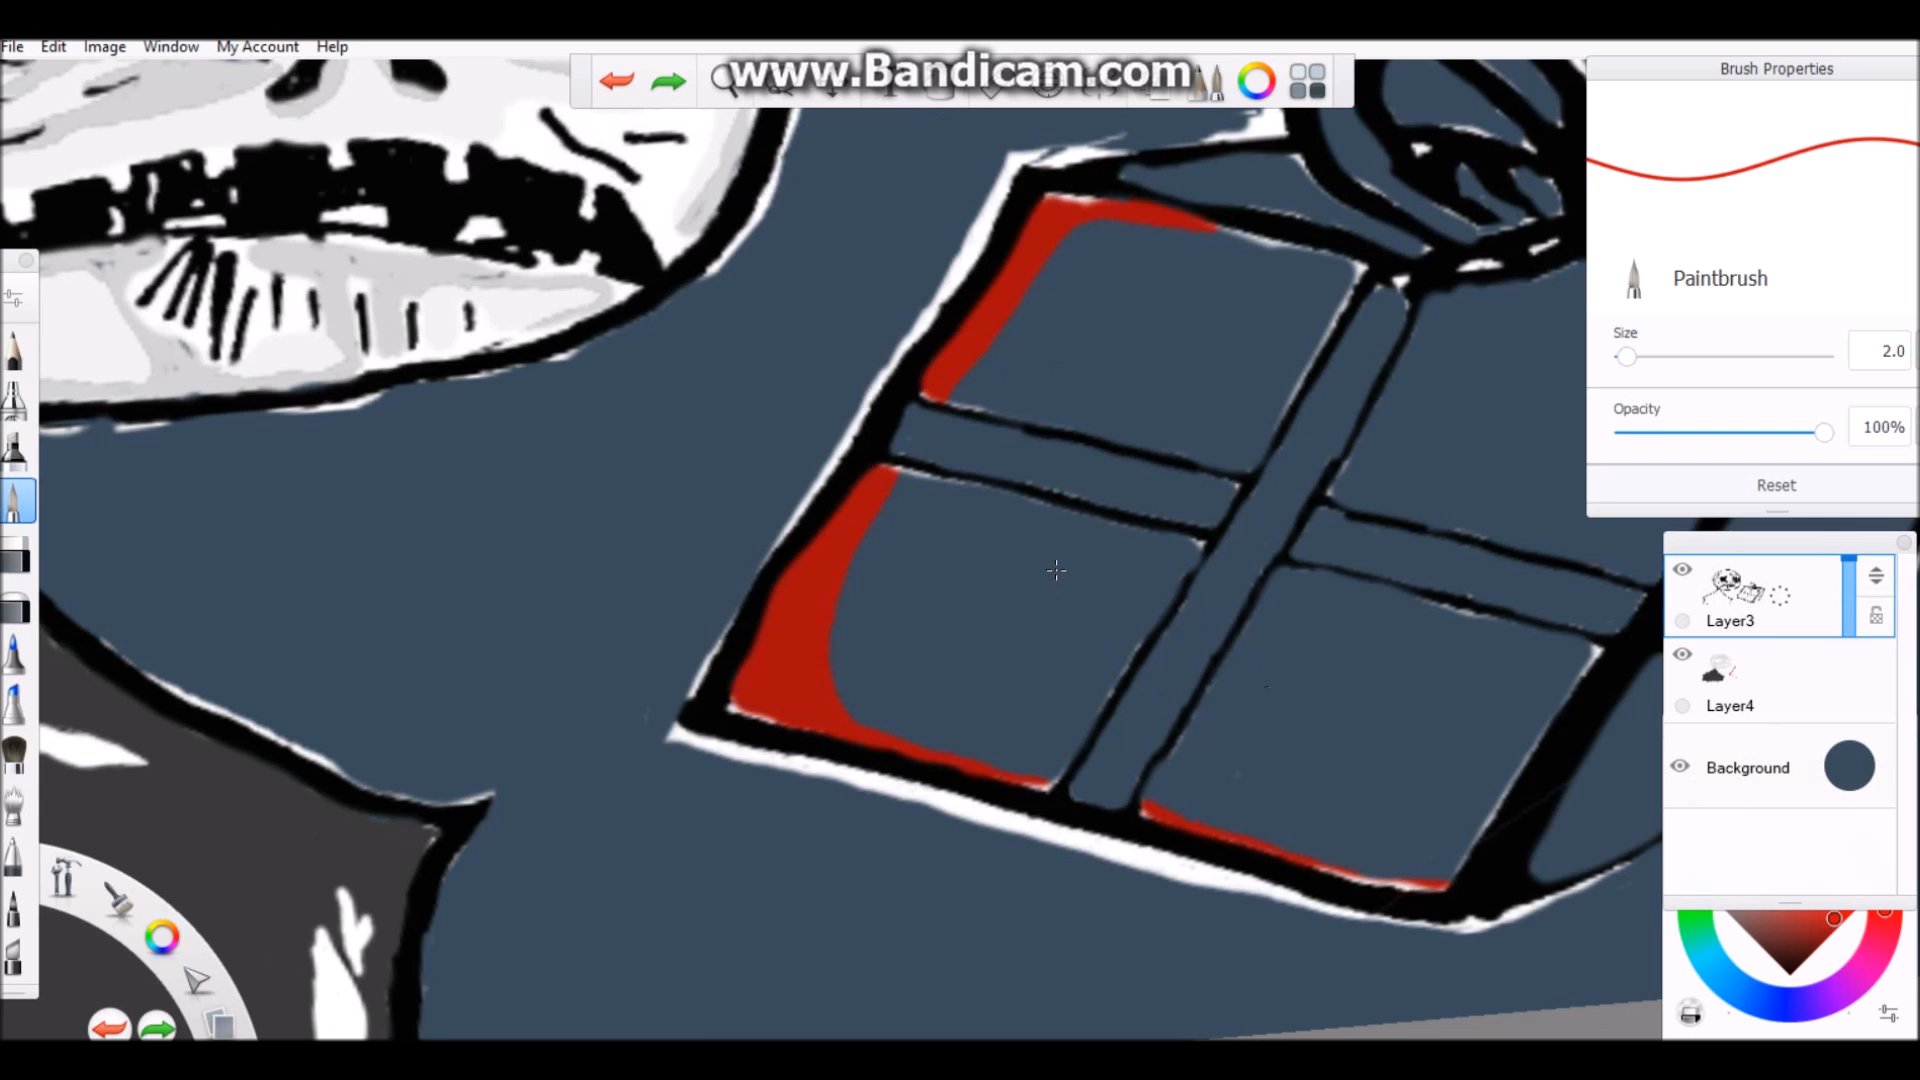 File Edit Image Window My Account Help
www.Bandicam.com
Brush Properties
Paintbrush
Size
2.0
Opacity
100%
Reset
Layer3
Layer4
Background